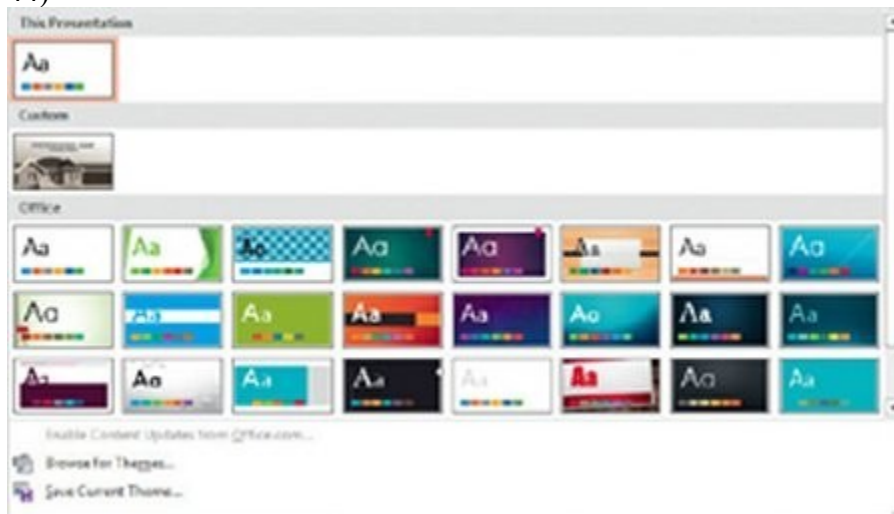 This Presentation
Aa
Custom
Office
Aa Aa Aa Aa Aa Aa Aa Aa
Aa Aa Aa Aa Aa Aa Aa Aa
Aa Aa Aa Aa Aa Aa Aa Aa
Enable Content Updates from Office.com...
Browse for Themes...
Save Current Theme...